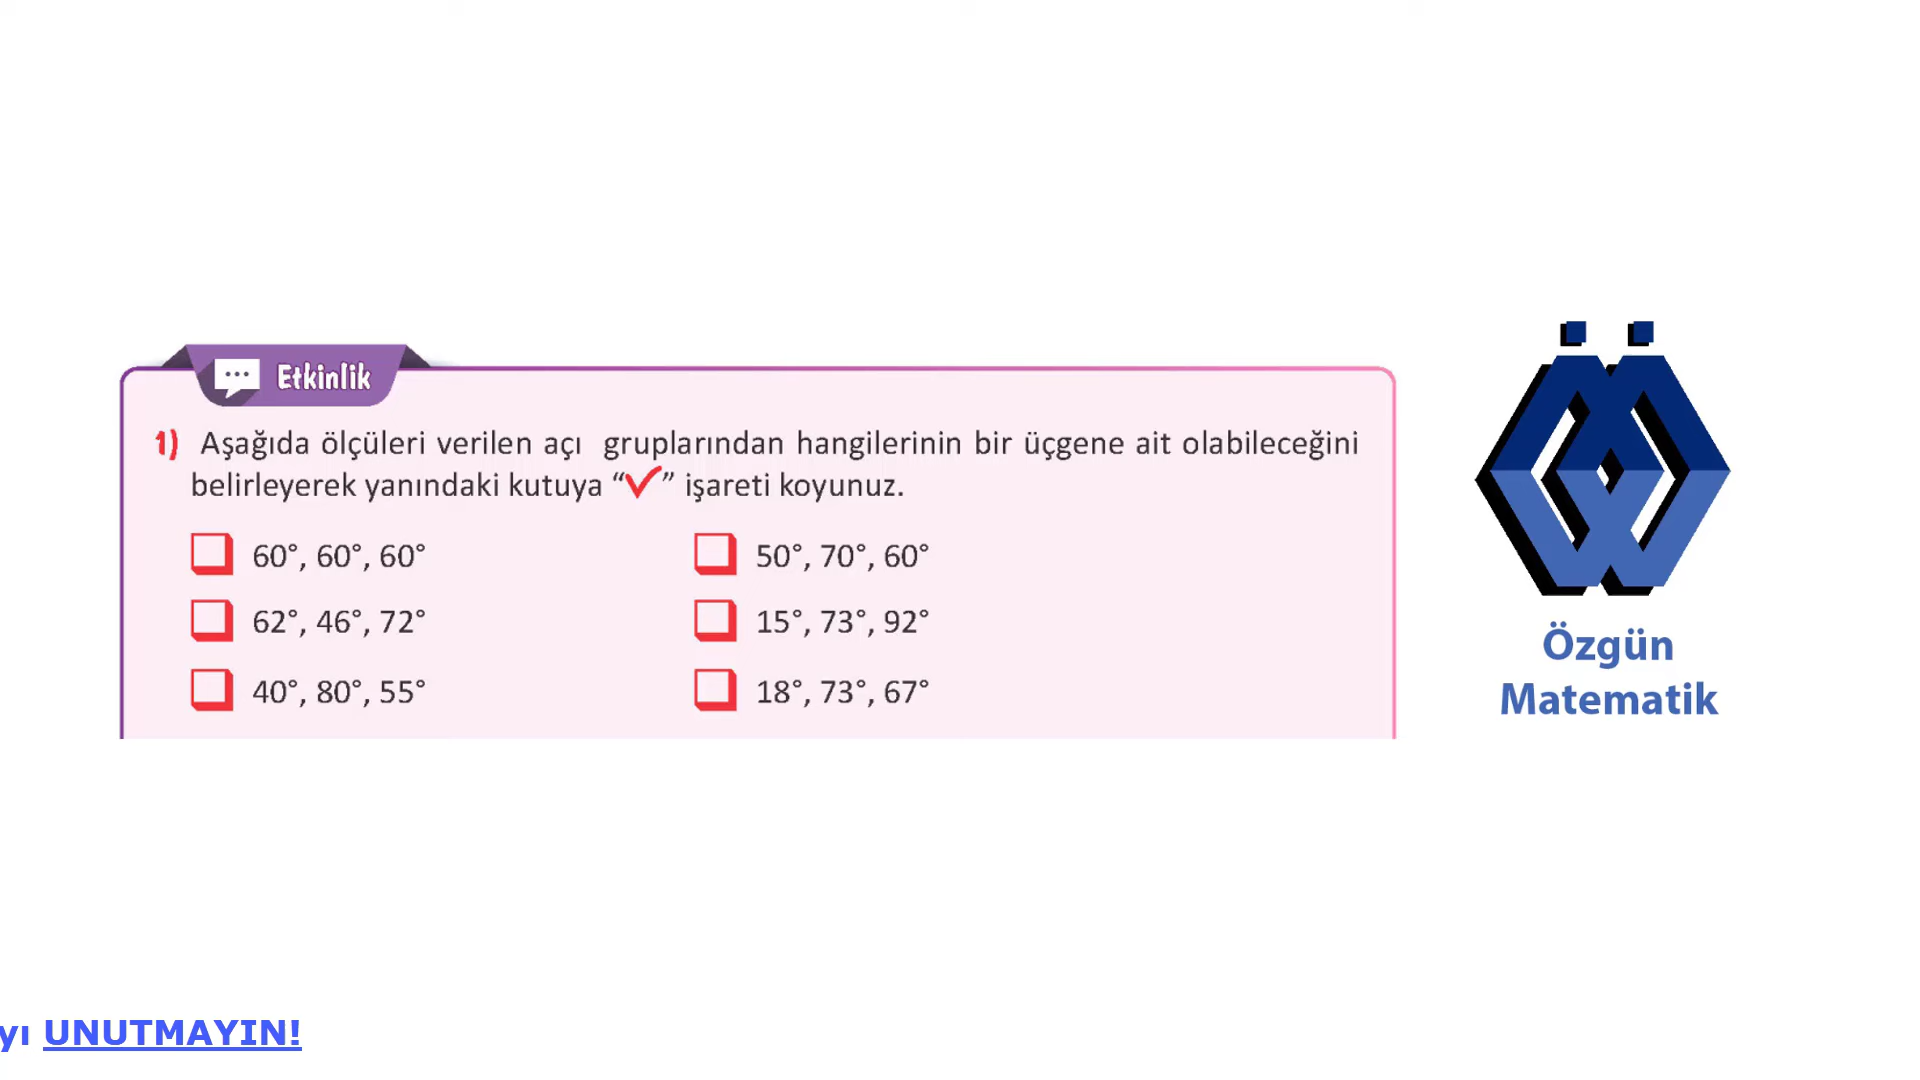 Etkinlik
1) Aşağıda ölçüleri verilen açı gruplarından hangilerinin bir üçgene ait olabileceğini
belirleyerek yanındaki kutuya “✓” işareti koyunuz.
60°, 60°, 60°
50°, 70°, 60°
62°, 46°, 72°
15°, 73°, 92°
40°, 80°, 55°
18°, 73°, 67°
Özgün
Matematik
yı UNUTMAYIN!